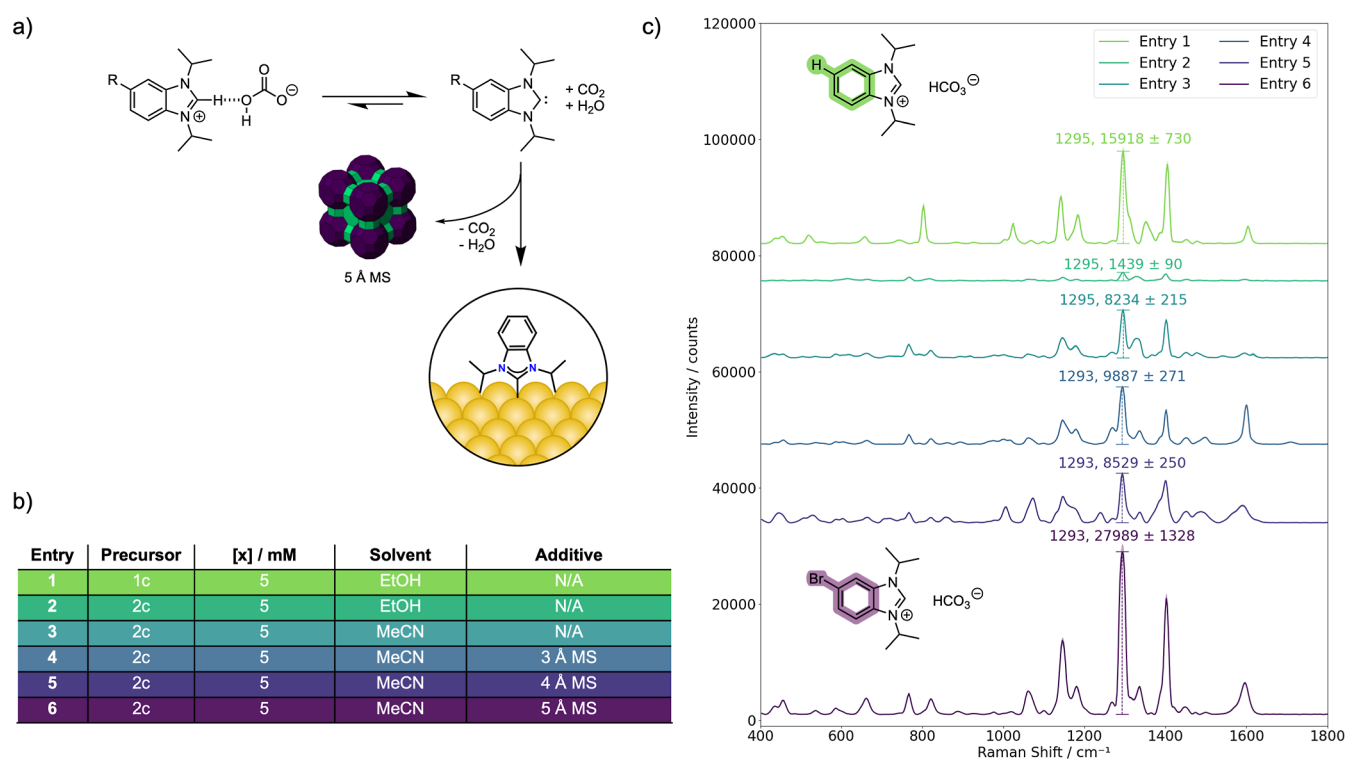 a)
R
N
N
⊕
H
O
H
O
O
⊖
R
N
N
:
+ CO₂
+ H₂O
- CO₂
- H₂O
5 Å MS
N
N
b)
Entry Precursor [x] / mM Solvent Additive
1 1c 5 EtOH N/A
2 2c 5 EtOH N/A
3 2c 5 MeCN N/A
4 2c 5 MeCN 3 Å MS
5 2c 5 MeCN 4 Å MS
6 2c 5 MeCN 5 Å MS
c)
Intensity / counts
120000
100000
80000
60000
40000
20000
0
Entry 1 Entry 4
Entry 2 Entry 5
Entry 3 Entry 6
H
N
N
⊕
HCO₃⊖
1295, 15918 ± 730
1295, 1439 ± 90
1295, 8234 ± 215
1293, 9887 ± 271
1293, 8529 ± 250
1293, 27989 ± 1328
Br
N
N
⊕
HCO₃⊖
400 600 800 1000 1200 1400 1600 1800
Raman Shift / cm⁻¹